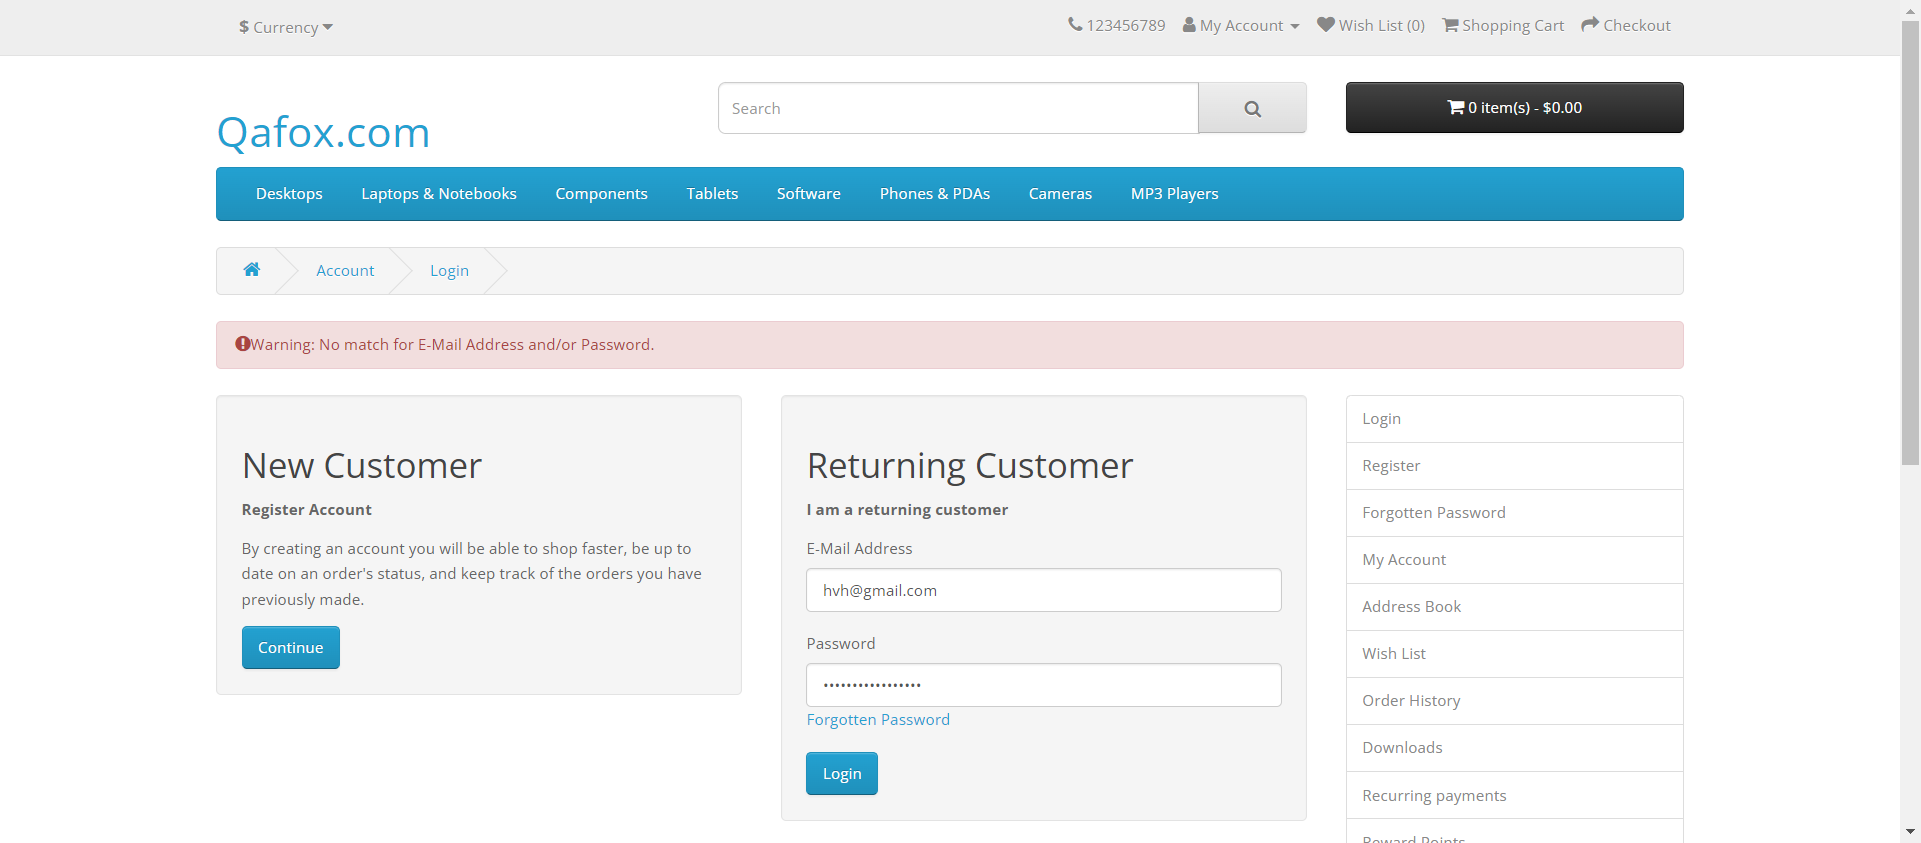 $ Currency
123456789 My Account Wish List (0) Shopping Cart Checkout
Qafox.com
Search
0 item(s) - $0.00
Desktops Laptops & Notebooks Components Tablets Software Phones & PDAs Cameras MP3 Players
Account Login
Warning: No match for E-Mail Address and/or Password.
New Customer
Register Account
By creating an account you will be able to shop faster, be up to
date on an order's status, and keep track of the orders you have
previously made.
Continue
Returning Customer
I am a returning customer
E-Mail Address
hvh@gmail.com
Password
•••••••••••••••••
Forgotten Password
Login
Login
Register
Forgotten Password
My Account
Address Book
Wish List
Order History
Downloads
Recurring payments
Reward Points